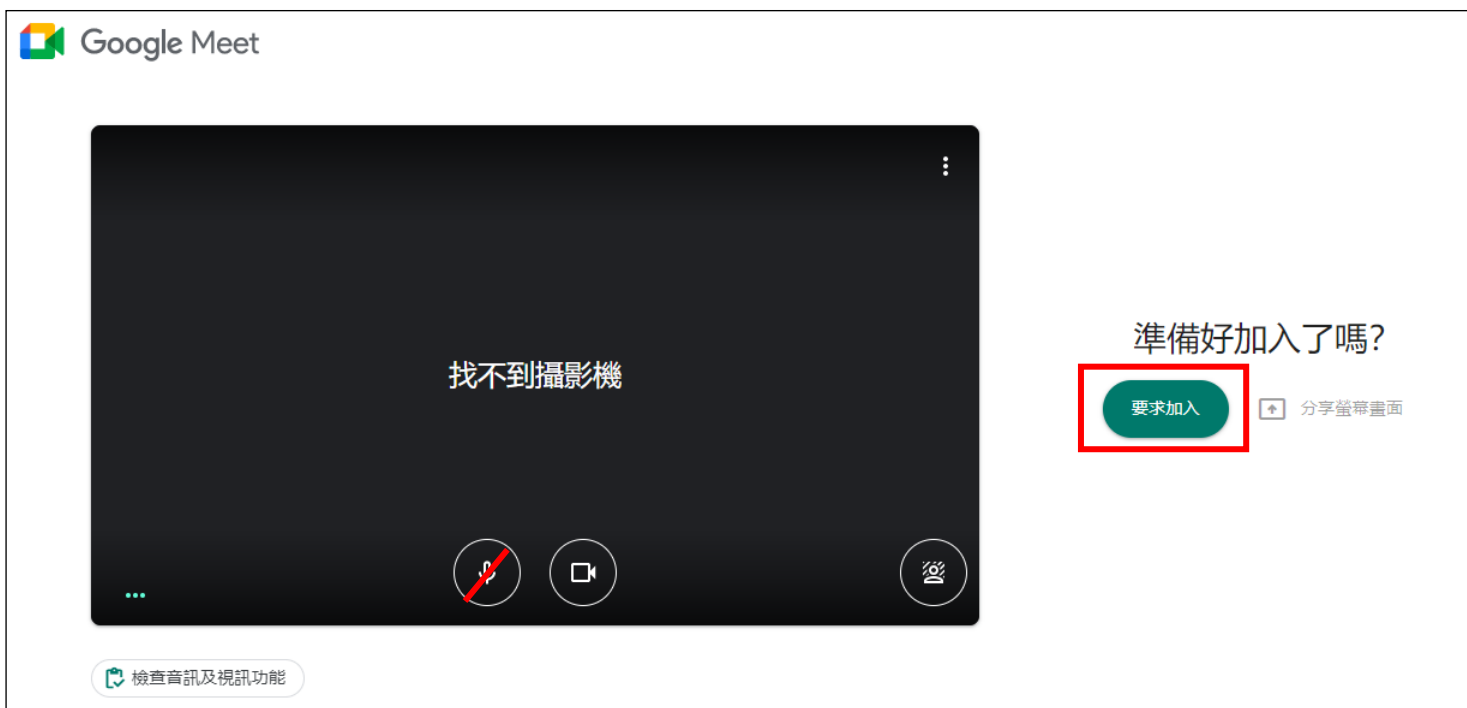 Google Meet
找不到攝影機
準備好加入了嗎?
要求加入
分享螢幕畫面
檢查音訊及視訊功能